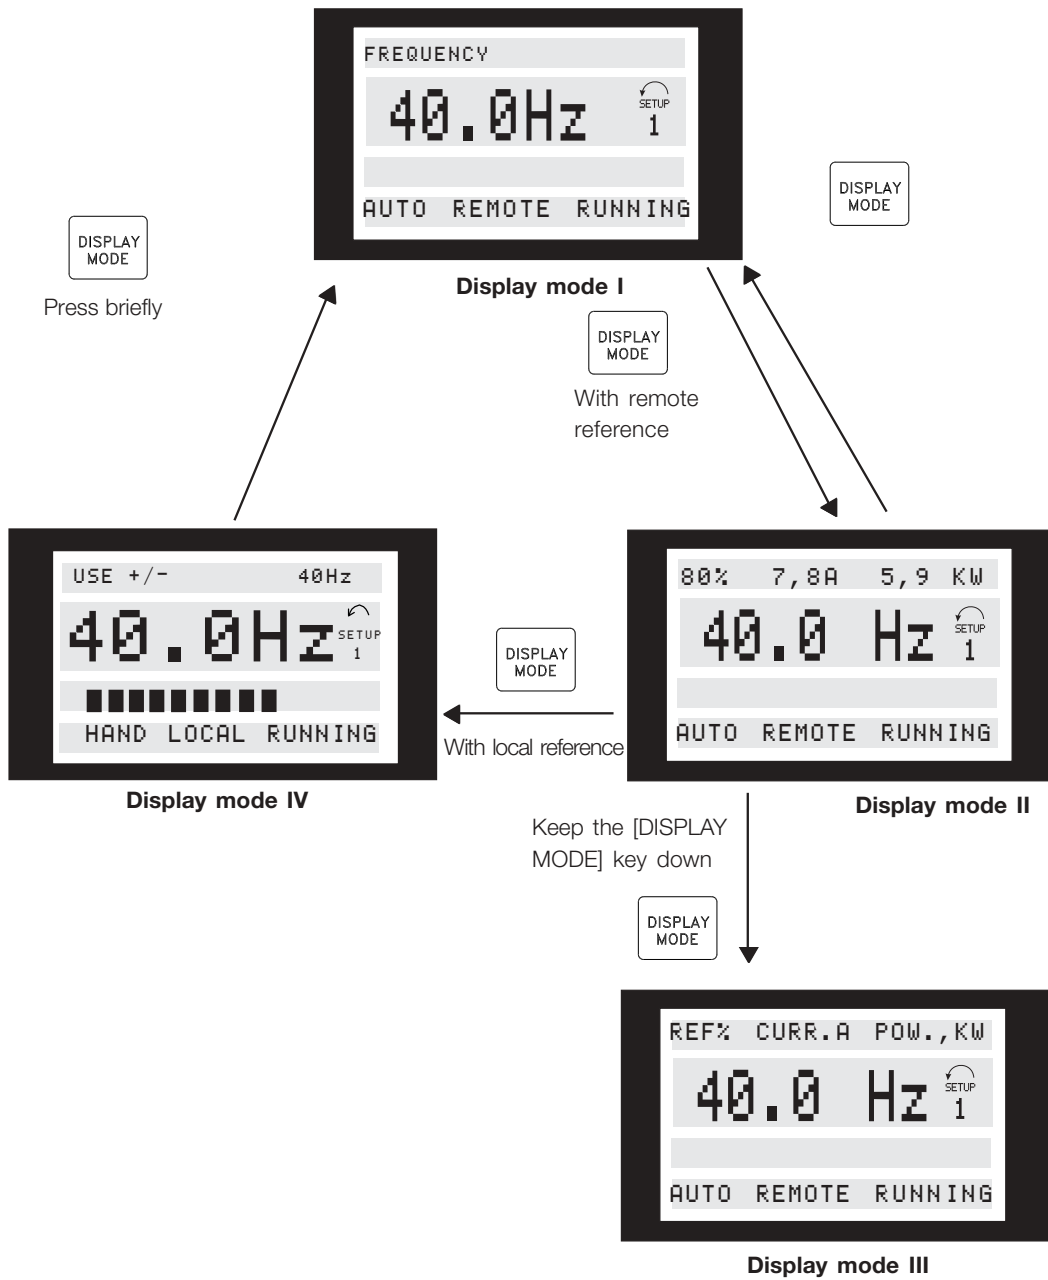 FREQUENCY
40.0Hz
SETUP
1
AUTO REMOTE RUNNING
Display mode I
DISPLAY
MODE
DISPLAY
MODE
Press briefly
DISPLAY
MODE
With remote
reference
USE +/- 40Hz
40.0Hz
SETUP
1
HAND LOCAL RUNNING
Display mode IV
DISPLAY
MODE
With local reference
80% 7,8A 5,9 KW
40.0 Hz
SETUP
1
AUTO REMOTE RUNNING
Display mode II
Keep the [DISPLAY
MODE] key down
DISPLAY
MODE
REF% CURR.A POW.,KW
40.0 Hz
SETUP
1
AUTO REMOTE RUNNING
Display mode III